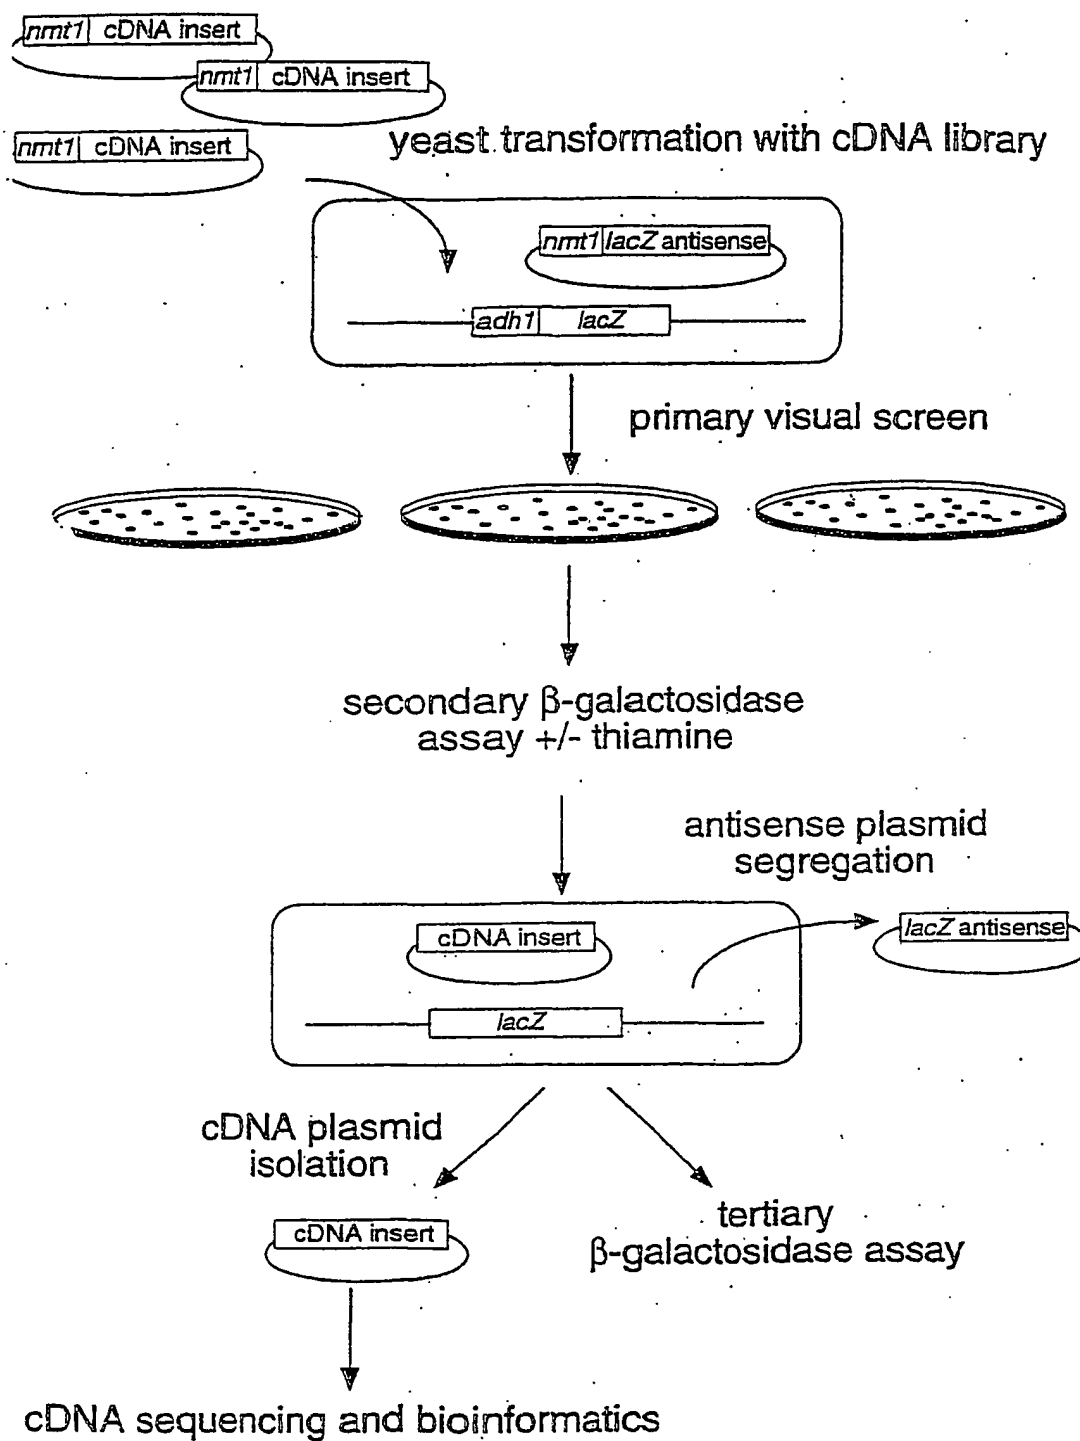 nmt1 cDNA insert
nmt1 cDNA insert
nmt1 cDNA insert
yeast transformation with cDNA library
nmt1 lacZ antisense
adh1 lacZ
primary visual screen
secondary β-galactosidase
assay +/- thiamine
antisense plasmid
segregation
cDNA insert
lacZ antisense
lacZ
cDNA plasmid
isolation
cDNA insert
tertiary
β-galactosidase assay
cDNA sequencing and bioinformatics